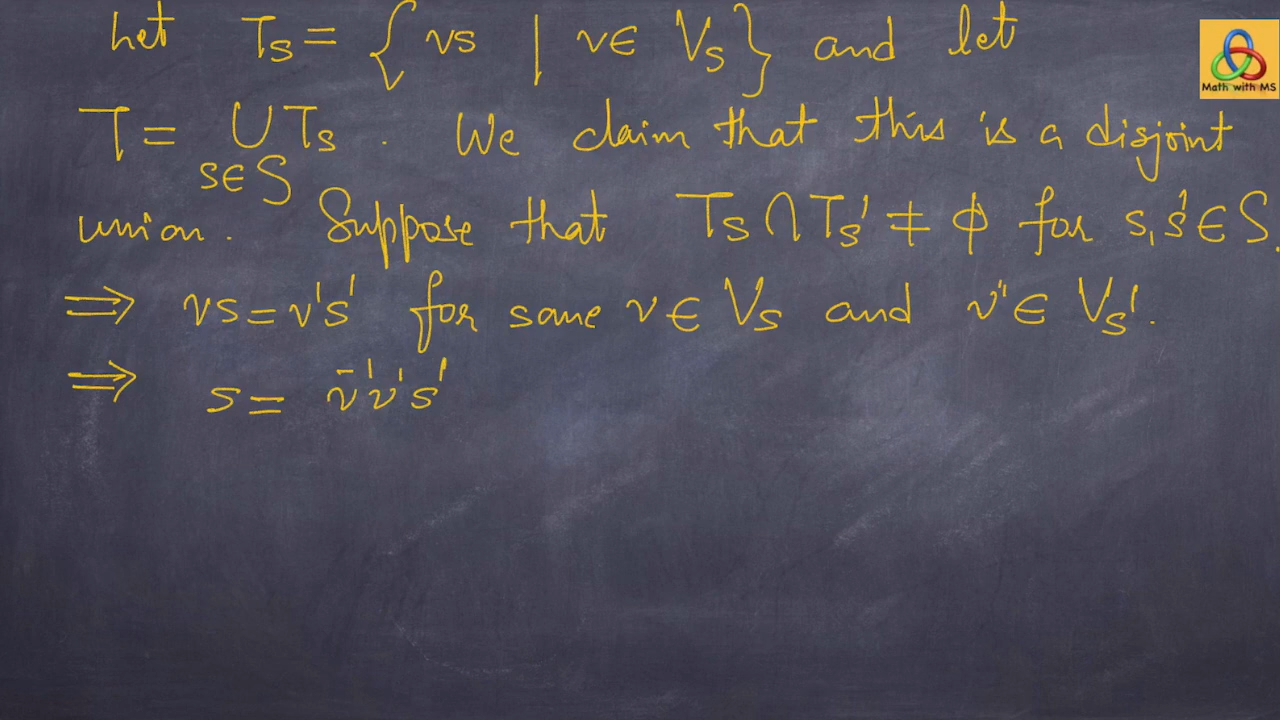 Let Ts = { vs | v ∈ Vs } and let
Math with MS
T = ∪ Ts . We claim that this is a disjoint
s∈S
union. Suppose that Ts ∩ Ts' ≠ ϕ for s, s' ∈ S.
⇒ vs = v's' for some v ∈ Vs and v' ∈ Vs'.
⇒ s = v⁻¹v's'